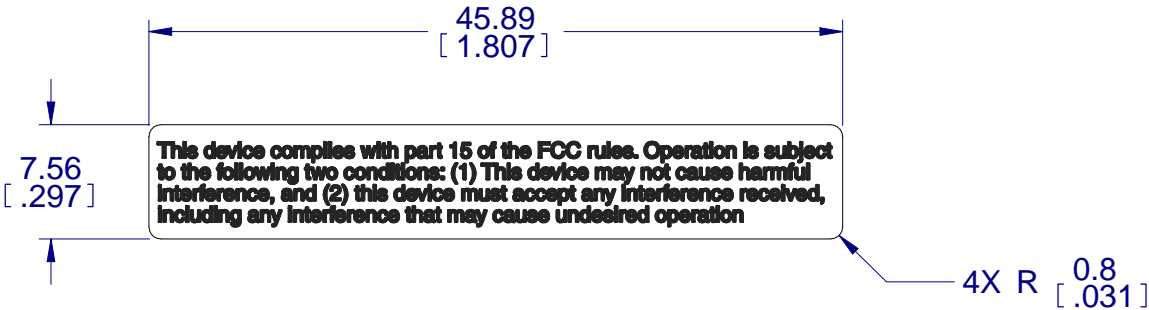 45.89
[ 1.807 ]
7.56
[ .297 ]
This device complies with part 15 of the FCC rules. Operation is subject
to the following two conditions: (1) This device may not cause harmful
interference, and (2) this device must accept any interference received,
including any interference that may cause undesired operation
4X R 0.8
[ .031 ]